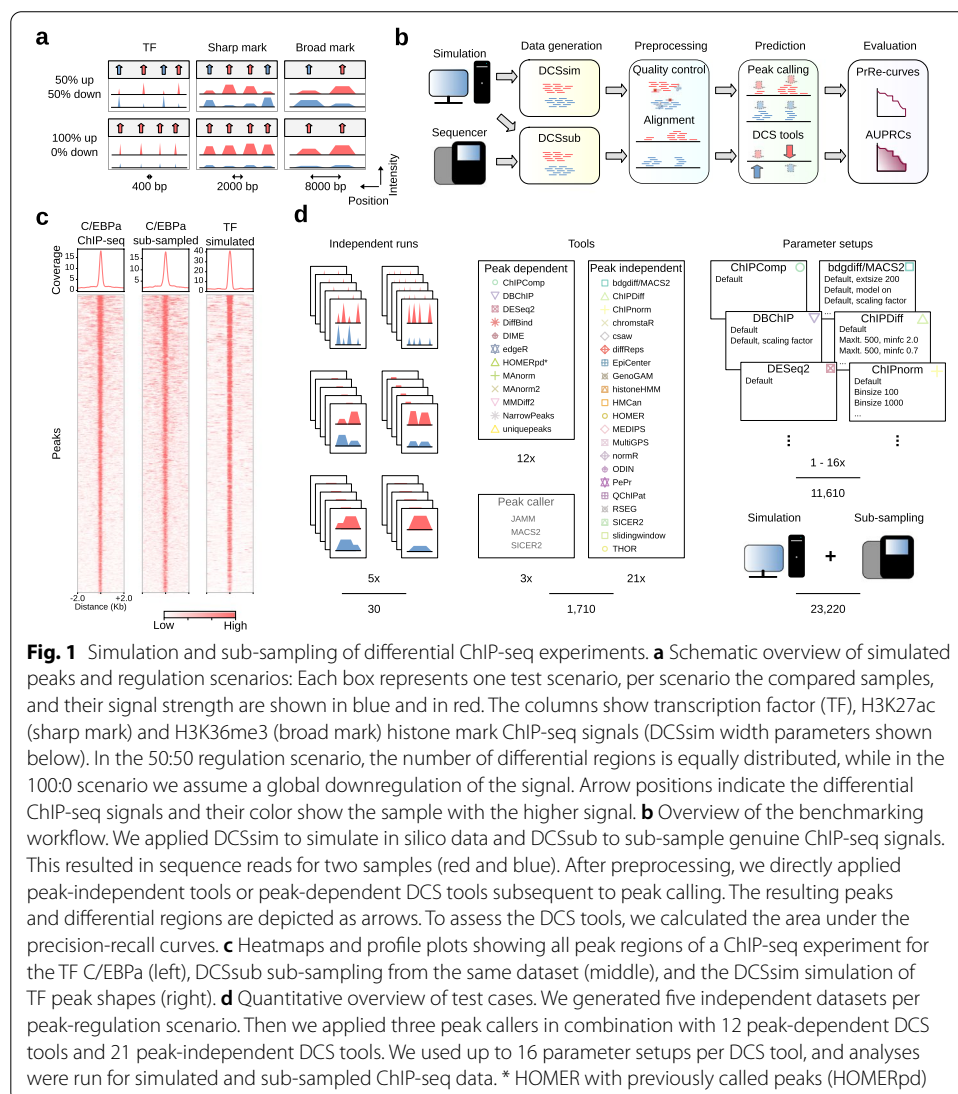 a
TF
Sharp mark
Broad mark
50% up
50% down
100% up
0% down
400 bp
2000 bp
8000 bp
Intensity
Position
b
Simulation
Data generation
Preprocessing
Prediction
Evaluation
DCSsim
Quality control
Peak calling
PrRe-curves
Sequencer
DCSsub
Alignment
DCS tools
AUPRCs
c
C/EBPa
ChIP-seq
C/EBPa
sub-sampled
TF
simulated
Coverage
15
10
5
0
15
10
5
0
40
30
20
10
0
Peaks
-2.0
+2.0
Distance (Kb)
Low
High
d
Independent runs
5x
30
Tools
Peak dependent
ChIPComp
DBChIP
DESeq2
DiffBind
DIME
edgeR
HOMERpd*
MAnorm
MAnorm2
MMDiff2
NarrowPeaks
uniquepeaks
12x
Peak caller
JAMM
MACS2
SICER2
3x
Peak independent
bdgdiff/MACS2
ChIPDiff
ChIPnorm
chromstaR
csaw
diffReps
EpiCenter
GenoGAM
histoneHMM
HMCan
HOMER
MEDIPS
MultiGPS
normR
ODIN
PePr
QChIPat
RSEG
SICER2
slidingwindow
THOR
21x
1,710
Parameter setups
ChIPComp
Default
bdgdiff/MACS2
Default, extsize 200
Default, model on
Default, scaling factor
...
DBChIP
Default
Default, scaling factor
ChIPDiff
Default
MaxIt. 500, minfc 2.0
MaxIt. 500, minfc 0.7
...
DESeq2
Default
ChIPnorm
Default
Binsize 100
Binsize 1000
...
1 - 16x
11,610
Simulation
Sub-sampling
+
23,220
Fig. 1 Simulation and sub-sampling of differential ChIP-seq experiments. a Schematic overview of simulated
peaks and regulation scenarios: Each box represents one test scenario, per scenario the compared samples,
and their signal strength are shown in blue and in red. The columns show transcription factor (TF), H3K27ac
(sharp mark) and H3K36me3 (broad mark) histone mark ChIP-seq signals (DCSsim width parameters shown
below). In the 50:50 regulation scenario, the number of differential regions is equally distributed, while in the
100:0 scenario we assume a global downregulation of the signal. Arrow positions indicate the differential
ChIP-seq signals and their color show the sample with the higher signal. b Overview of the benchmarking
workflow. We applied DCSsim to simulate in silico data and DCSsub to sub-sample genuine ChIP-seq signals.
This resulted in sequence reads for two samples (red and blue). After preprocessing, we directly applied
peak-independent tools or peak-dependent DCS tools subsequent to peak calling. The resulting peaks
and differential regions are depicted as arrows. To assess the DCS tools, we calculated the area under the
precision-recall curves. c Heatmaps and profile plots showing all peak regions of a ChIP-seq experiment for
the TF C/EBPa (left), DCSsub sub-sampling from the same dataset (middle), and the DCSsim simulation of
TF peak shapes (right). d Quantitative overview of test cases. We generated five independent datasets per
peak-regulation scenario. Then we applied three peak callers in combination with 12 peak-dependent DCS
tools and 21 peak-independent DCS tools. We used up to 16 parameter setups per DCS tool, and analyses
were run for simulated and sub-sampled ChIP-seq data. * HOMER with previously called peaks (HOMERpd)